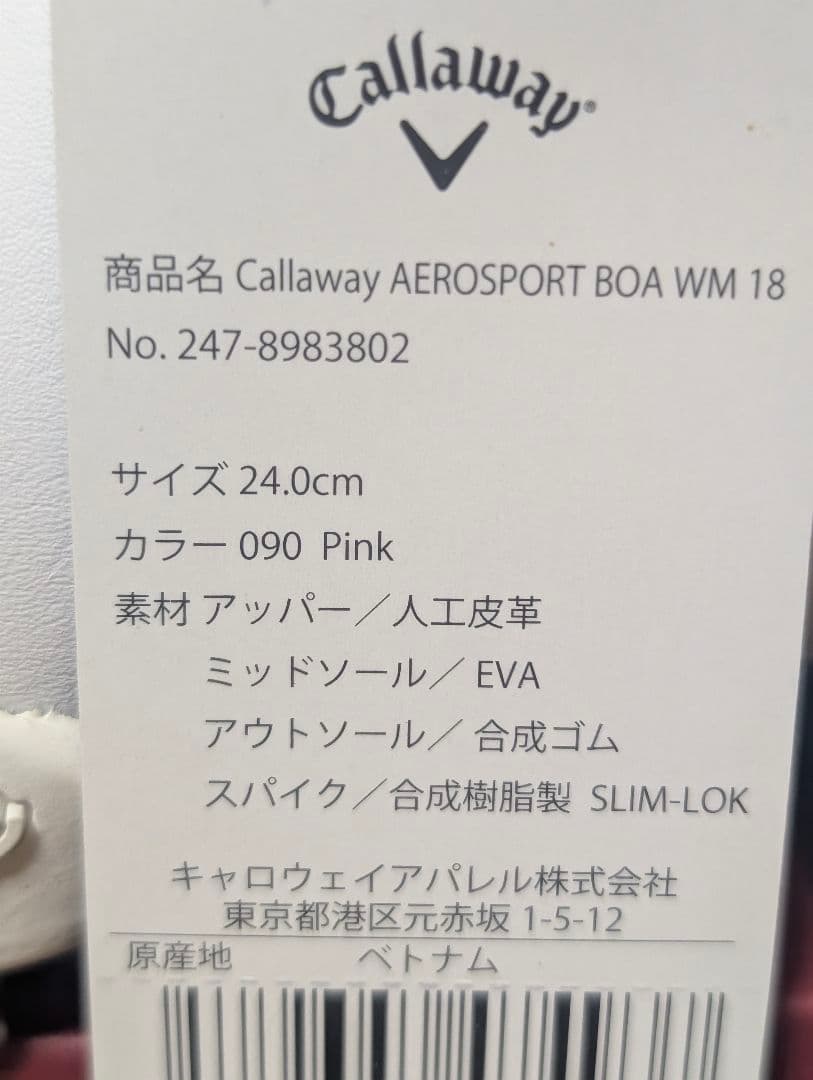 Callaway®
商品名 Callaway AEROSPORT BOA WM 18
No. 247-8983802
サイズ 24.0cm
カラー 090 Pink
素材 アッパー／人工皮革
ミッドソール／ EVA
アウトソール／ 合成ゴム
スパイク／合成樹脂製 SLIM-LOK
キャロウェイアパレル株式会社
東京都港区元赤坂 1-5-12
原産地 ベトナム